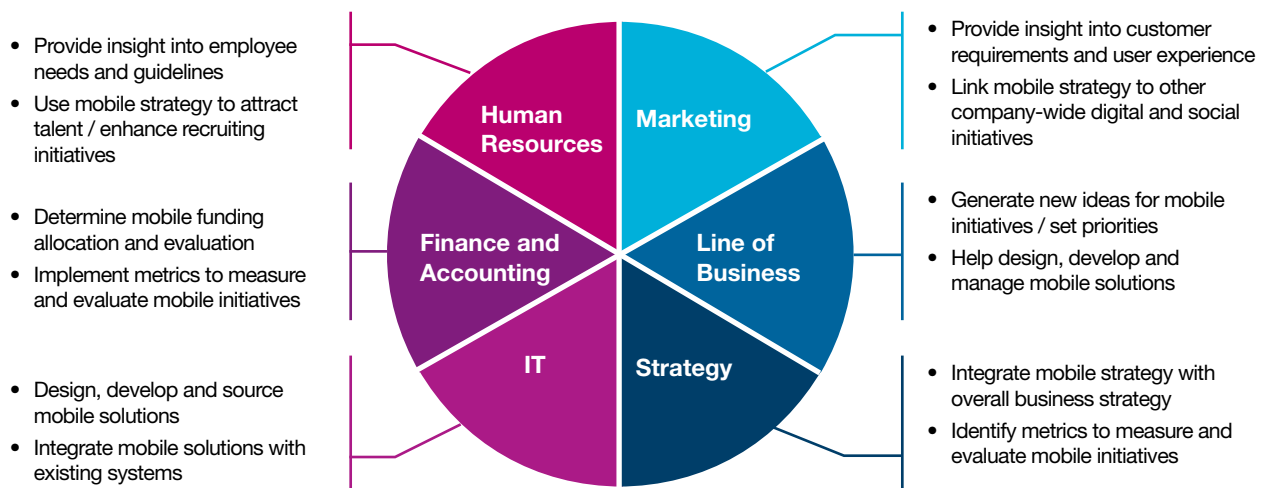 • Provide insight into employee
needs and guidelines
• Use mobile strategy to attract
talent / enhance recruiting
initiatives
• Determine mobile funding
allocation and evaluation
• Implement metrics to measure
and evaluate mobile initiatives
• Design, develop and source
mobile solutions
• Integrate mobile solutions with
existing systems
Human
Resources
Marketing
Finance and
Accounting
Line of
Business
IT
Strategy
• Provide insight into customer
requirements and user experience
• Link mobile strategy to other
company-wide digital and social
initiatives
• Generate new ideas for mobile
initiatives / set priorities
• Help design, develop and
manage mobile solutions
• Integrate mobile strategy with
overall business strategy
• Identify metrics to measure and
evaluate mobile initiatives